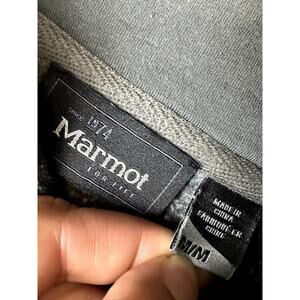 SINCE 1974
Marmot
FOR LIFE
MADE IN
CHINA
FABRIQUÉ EN
CHINE
M/M